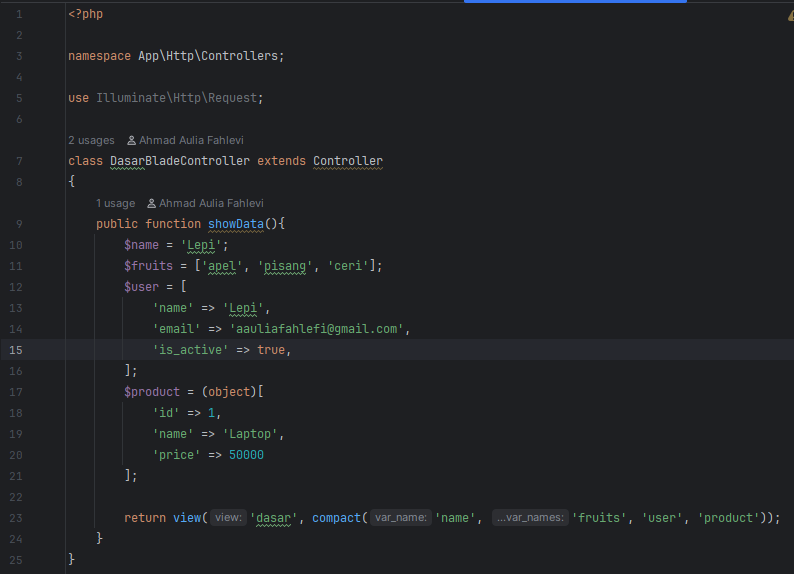 1 <?php
2
3 namespace App\Http\Controllers;
4
5 use Illuminate\Http\Request;
6
2 usages Ahmad Aulia Fahlevi
7 class DasarBladeController extends Controller
8 {
1 usage Ahmad Aulia Fahlevi
9 public function showData(){
10 $name = 'Lepi';
11 $fruits = ['apel', 'pisang', 'ceri'];
12 $user = [
13 'name' => 'Lepi',
14 'email' => 'aauliafahlefi@gmail.com',
15 'is_active' => true,
16 ];
17 $product = (object)[
18 'id' => 1,
19 'name' => 'Laptop',
20 'price' => 50000
21 ];
22
23 return view( view: 'dasar', compact( var_name: 'name', ...var_names: 'fruits', 'user', 'product'));
24 }
25 }